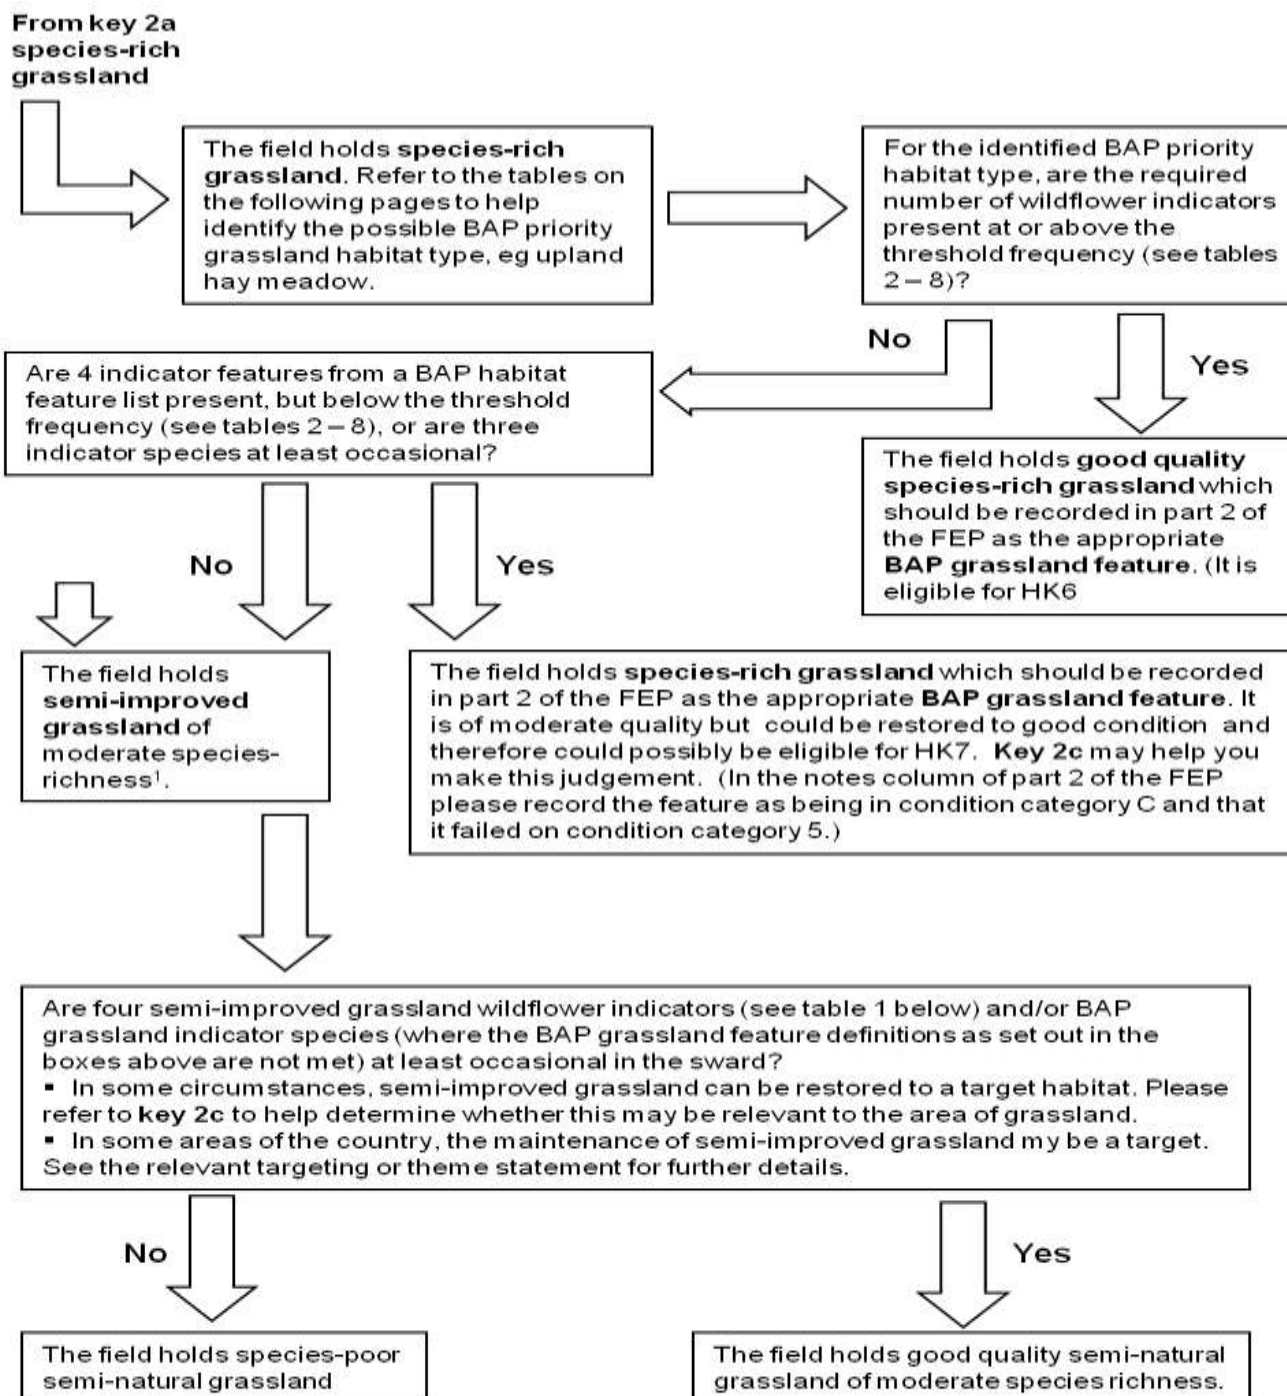 From key 2a
species-rich
grassland
The field holds species-rich
grassland. Refer to the tables on
the following pages to help
identify the possible BAP priority
grassland habitat type, eg upland
hay meadow.
For the identified BAP priority
habitat type, are the required
number of wildflower indicators
present at or above the
threshold frequency (see tables
2 – 8)?
No
Yes
Are 4 indicator features from a BAP habitat
feature list present, but below the threshold
frequency (see tables 2 – 8), or are three
indicator species at least occasional?
The field holds good quality
species-rich grassland which
should be recorded in part 2 of
the FEP as the appropriate
BAP grassland feature. (It is
eligible for HK6
No
Yes
The field holds
semi-improved
grassland of
moderate species-
richness¹.
The field holds species-rich grassland which should be recorded
in part 2 of the FEP as the appropriate BAP grassland feature. It
is of moderate quality but could be restored to good condition and
therefore could possibly be eligible for HK7. Key 2c may help you
make this judgement. (In the notes column of part 2 of the FEP
please record the feature as being in condition category C and that
it failed on condition category 5.)
Are four semi-improved grassland wildflower indicators (see table 1 below) and/or BAP
grassland indicator species (where the BAP grassland feature definitions as set out in the
boxes above are not met) at least occasional in the sward?
▪ In some circumstances, semi-improved grassland can be restored to a target habitat. Please
refer to key 2c to help determine whether this may be relevant to the area of grassland.
▪ In some areas of the country, the maintenance of semi-improved grassland my be a target.
See the relevant targeting or theme statement for further details.
No
Yes
The field holds species-poor
semi-natural grassland
The field holds good quality semi-natural
grassland of moderate species richness.